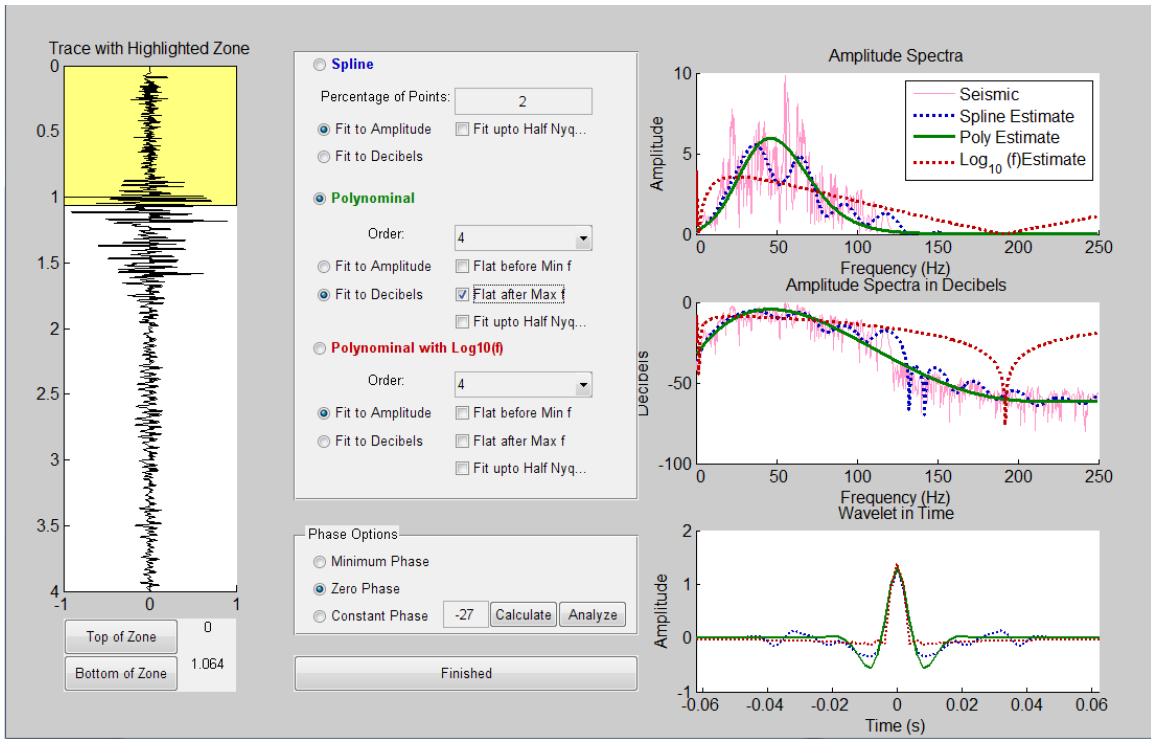 Trace with Highlighted Zone
0
0.5
1
1.5
2
2.5
3
3.5
4
-1 0 1
Top of Zone 0
Bottom of Zone 1.064
Spline
Percentage of Points: 2
Fit to Amplitude Fit upto Half Nyq...
Fit to Decibels
Polynominal
Order: 4
Fit to Amplitude Flat before Min f
Fit to Decibels Flat after Max f
Fit upto Half Nyq...
Polynominal with Log10(f)
Order: 4
Fit to Amplitude Flat before Min f
Fit to Decibels Flat after Max f
Fit upto Half Nyq...
Phase Options
Minimum Phase
Zero Phase
Constant Phase -27 Calculate Analyze
Finished
Amplitude Spectra
Amplitude
10
5
0
Seismic
Spline Estimate
Poly Estimate
Log10 (f)Estimate
0 50 100 150 200 250
Frequency (Hz)
Amplitude Spectra in Decibels
Decibels
0
-50
-100
0 50 100 150 200 250
Frequency (Hz)
Wavelet in Time
Amplitude
2
1
0
-1
-0.06 -0.04 -0.02 0 0.02 0.04 0.06
Time (s)